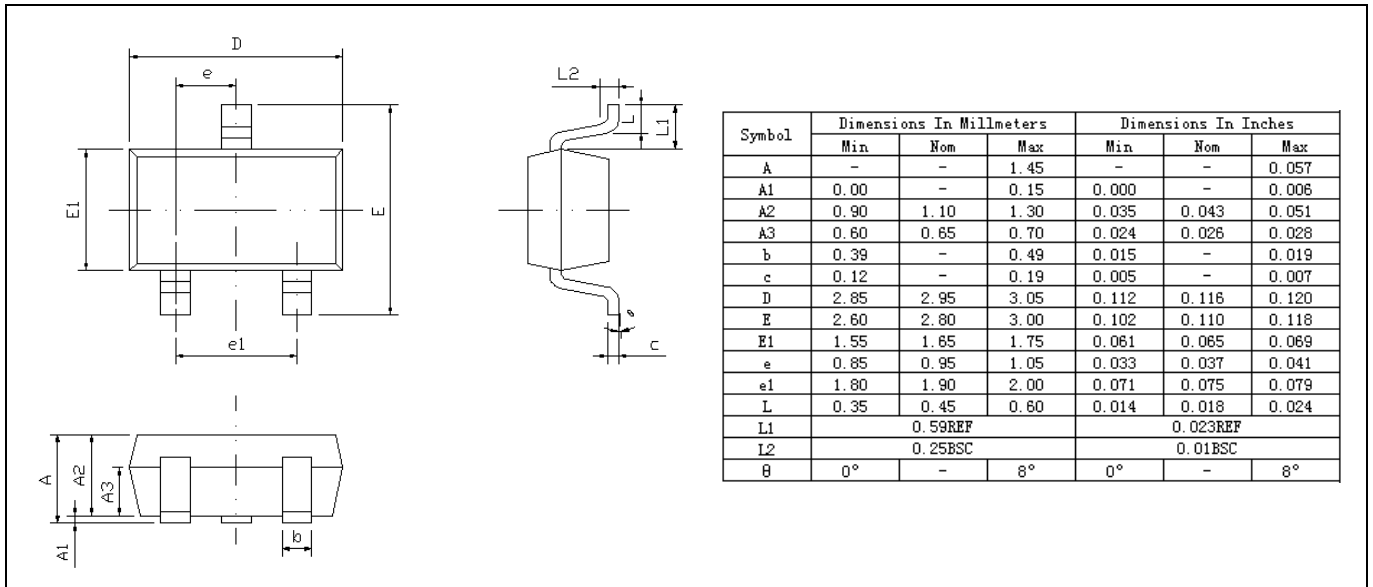 D
e
E1
E
e1
L2
L
L1
θ
c
A
A2
A3
A1
b
Symbol Dimensions In Millmeters Dimensions In Inches
Min Nom Max Min Nom Max
A - - 1.45 - - 0.057
A1 0.00 - 0.15 0.000 - 0.006
A2 0.90 1.10 1.30 0.035 0.043 0.051
A3 0.60 0.65 0.70 0.024 0.026 0.028
b 0.39 - 0.49 0.015 - 0.019
c 0.12 - 0.19 0.005 - 0.007
D 2.85 2.95 3.05 0.112 0.116 0.120
E 2.60 2.80 3.00 0.102 0.110 0.118
E1 1.55 1.65 1.75 0.061 0.065 0.069
e 0.85 0.95 1.05 0.033 0.037 0.041
e1 1.80 1.90 2.00 0.071 0.075 0.079
L 0.35 0.45 0.60 0.014 0.018 0.024
L1 0.59REF 0.023REF
L2 0.25BSC 0.01BSC
θ 0° - 8° 0° - 8°